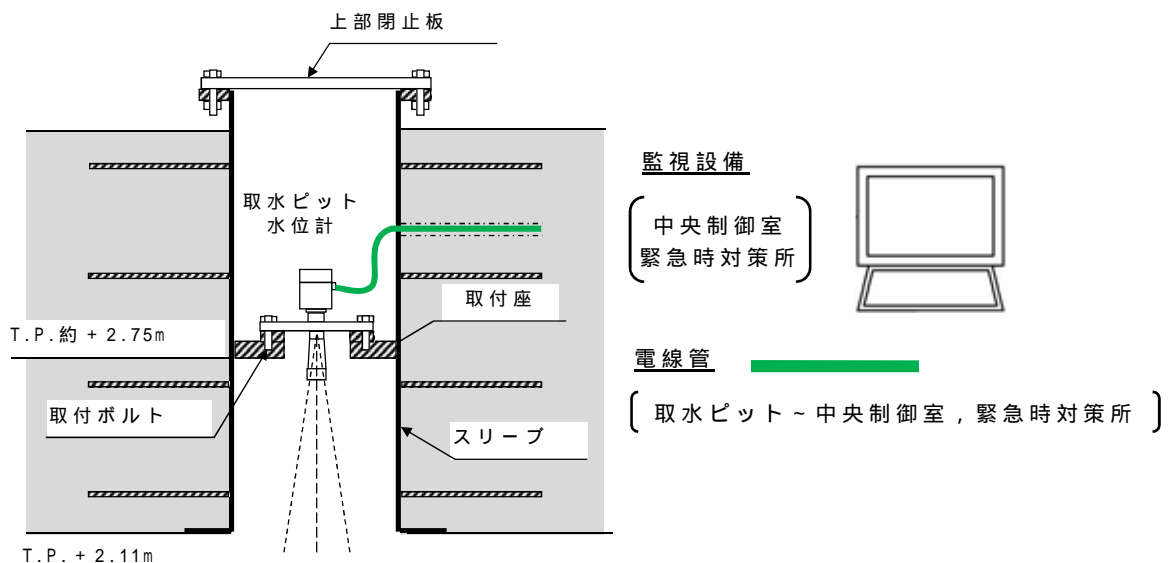 上部閉止板
監視設備
中央制御室
緊急時対策所
取水ピット
水位計
取付座
T.P.約+2.75m
電線管
取付ボルト
スリーブ
取水ピット~中央制御室,緊急時対策所
T.P.+2.11m